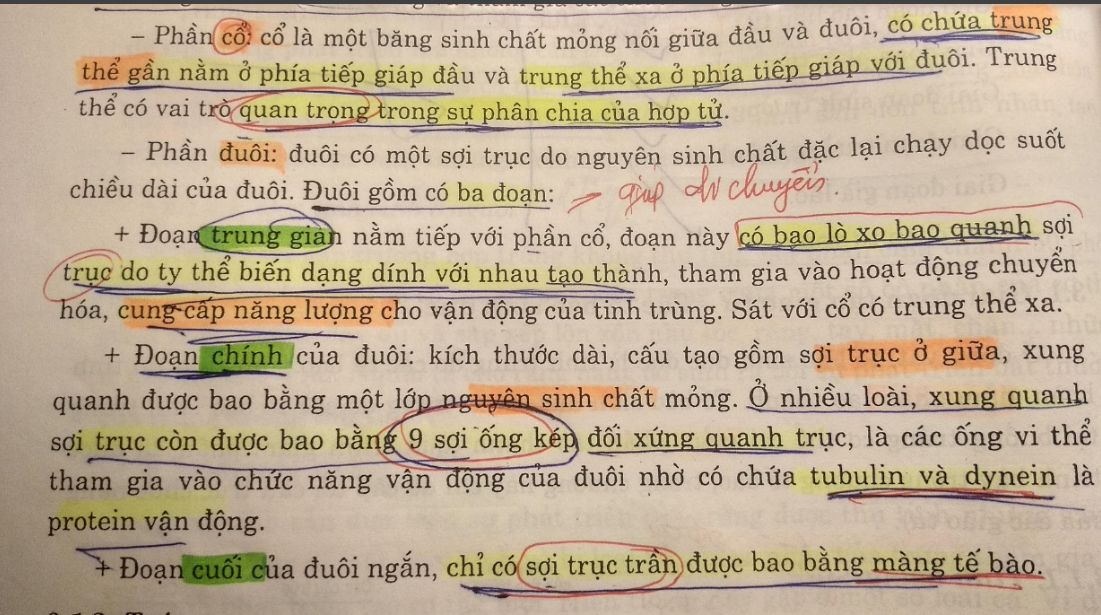 – Phần cổ: cổ là một băng sinh chất mỏng nối giữa đầu và đuôi, có chứa trung
thể gần nằm ở phía tiếp giáp đầu và trung thể xa ở phía tiếp giáp với đuôi. Trung
thể có vai trò quan trọng trong sự phân chia của hợp tử.
– Phần đuôi: đuôi có một sợi trục do nguyên sinh chất đặc lại chạy dọc suốt
chiều dài của đuôi. Đuôi gồm có ba đoạn: → giúp di chuyển.
+ Đoạn trung gian nằm tiếp với phần cổ, đoạn này có bao lò xo bao quanh sợi
trục do ty thể biến dạng dính với nhau tạo thành, tham gia vào hoạt động chuyển
hóa, cung cấp năng lượng cho vận động của tinh trùng. Sát với cổ có trung thể xa.
+ Đoạn chính của đuôi: kích thước dài, cấu tạo gồm sợi trục ở giữa, xung
quanh được bao bằng một lớp nguyên sinh chất mỏng. Ở nhiều loài, xung quanh
sợi trục còn được bao bằng 9 sợi ống kép đối xứng quanh trục, là các ống vi thể
tham gia vào chức năng vận động của đuôi nhờ có chứa tubulin và dynein là
protein vận động.
+ Đoạn cuối của đuôi ngắn, chỉ có sợi trục trần được bao bằng màng tế bào.